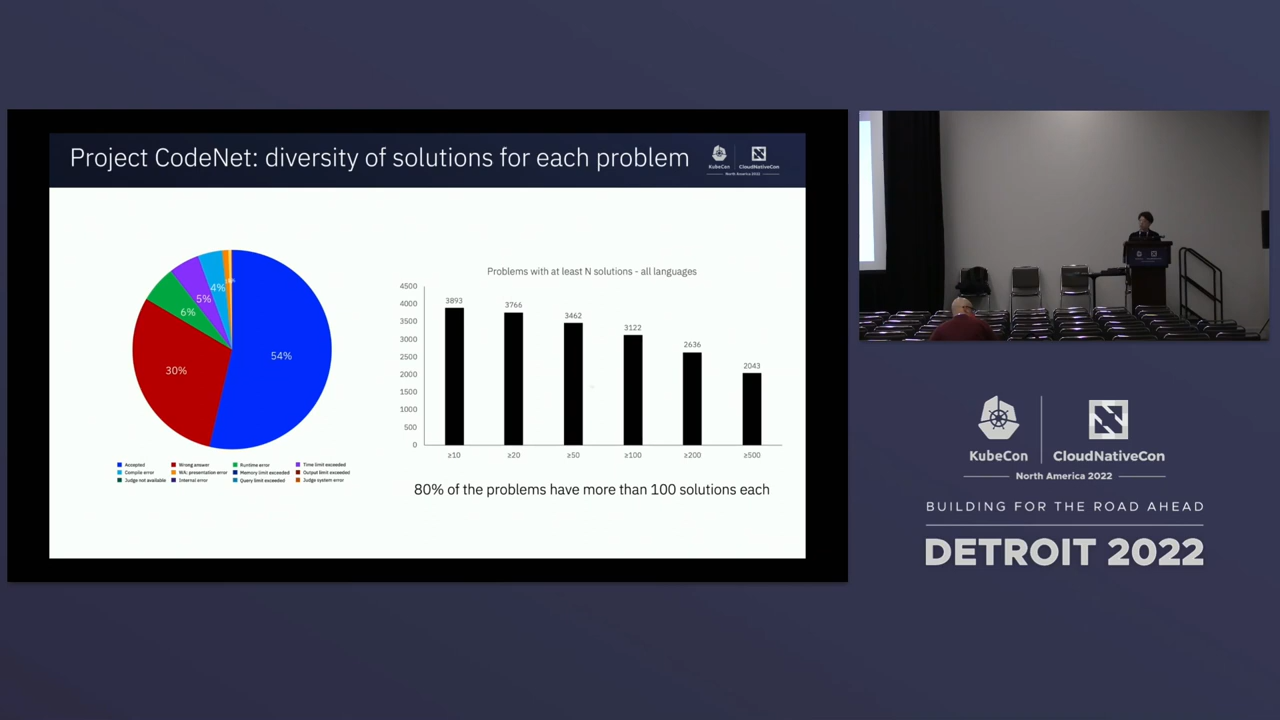 Project CodeNet: diversity of solutions for each problem
KubeCon
CloudNativeCon
North America 2022
54%
30%
6%
5%
4%
Accepted
Wrong answer
Runtime error
Time limit exceeded
Compile error
WA: presentation error
Memory limit exceeded
Output limit exceeded
Judge not available
Internal error
Query limit exceeded
Judge system error
Problems with at least N solutions - all languages
4500
4000
3500
3000
2500
2000
1500
1000
500
0
3893
3766
3462
3122
2636
2043
≥10
≥20
≥50
≥100
≥200
≥500
80% of the problems have more than 100 solutions each
KubeCon
CloudNativeCon
North America 2022
BUILDING FOR THE ROAD AHEAD
DETROIT 2022